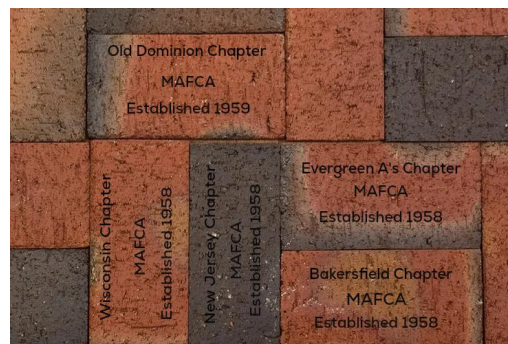 Old Dominion Chapter
MAFCA
Established 1959
Wisconsin Chapter
MAFCA
Established 1958
New Jersey Chapter
MAFCA
Established 1958
Evergreen A's Chapter
MAFCA
Established 1958
Bakersfield Chapter
MAFCA
Established 1958